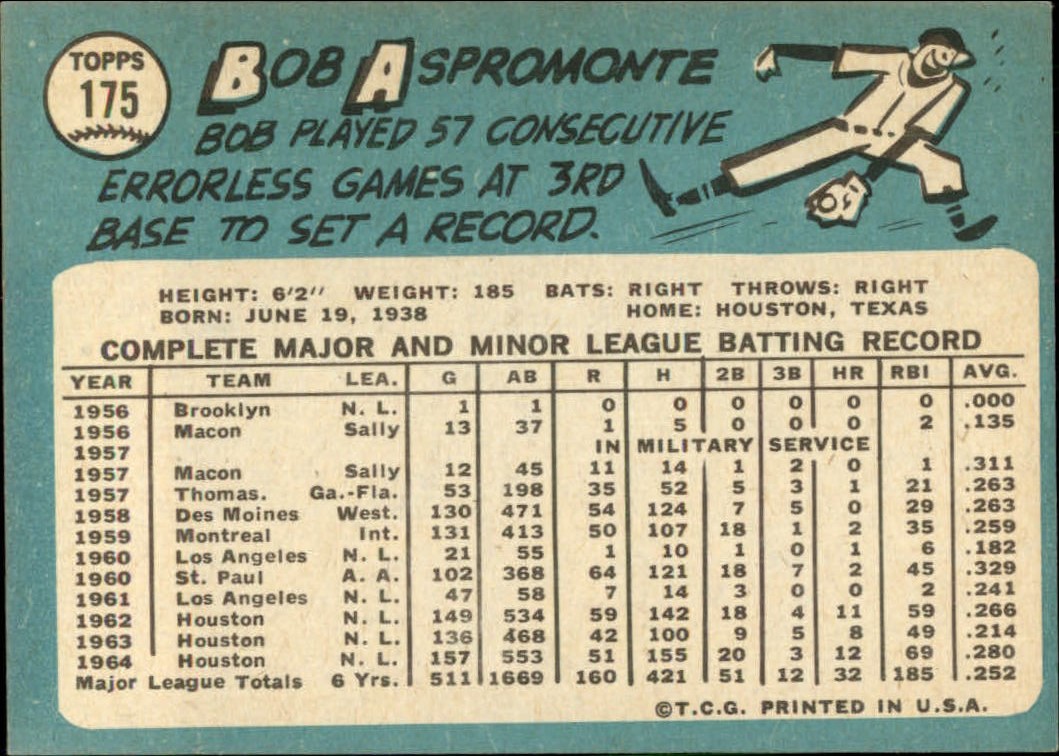 TOPPS
175
BOB ASPROMONTE
BOB PLAYED 57 CONSECUTIVE
ERRORLESS GAMES AT 3RD
BASE TO SET A RECORD.
HEIGHT: 6'2" WEIGHT: 185 BATS: RIGHT THROWS: RIGHT
BORN: JUNE 19, 1938 HOME: HOUSTON, TEXAS
COMPLETE MAJOR AND MINOR LEAGUE BATTING RECORD
YEAR TEAM LEA. G AB R H 2B 3B HR RBI AVG.
1956 Brooklyn N. L. 1 1 0 0 0 0 0 0 .000
1956 Macon Sally 13 37 1 5 0 0 0 2 .135
1957 IN MILITARY SERVICE
1957 Macon Sally 12 45 11 14 1 2 0 1 .311
1957 Thomas. Ga.-Fla. 53 198 35 52 5 3 1 21 .263
1958 Des Moines West. 130 471 54 124 7 5 0 29 .263
1959 Montreal Int. 131 413 50 107 18 1 2 35 .259
1960 Los Angeles N. L. 21 55 1 10 1 0 1 6 .182
1960 St. Paul A. A. 102 368 64 121 18 7 2 45 .329
1961 Los Angeles N. L. 47 58 7 14 3 0 0 2 .241
1962 Houston N. L. 149 534 59 142 18 4 11 59 .266
1963 Houston N. L. 136 468 42 100 9 5 8 49 .214
1964 Houston N. L. 157 553 51 155 20 3 12 69 .280
Major League Totals 6 Yrs. 511 1669 160 421 51 12 32 185 .252
©T.C.G. PRINTED IN U.S.A.